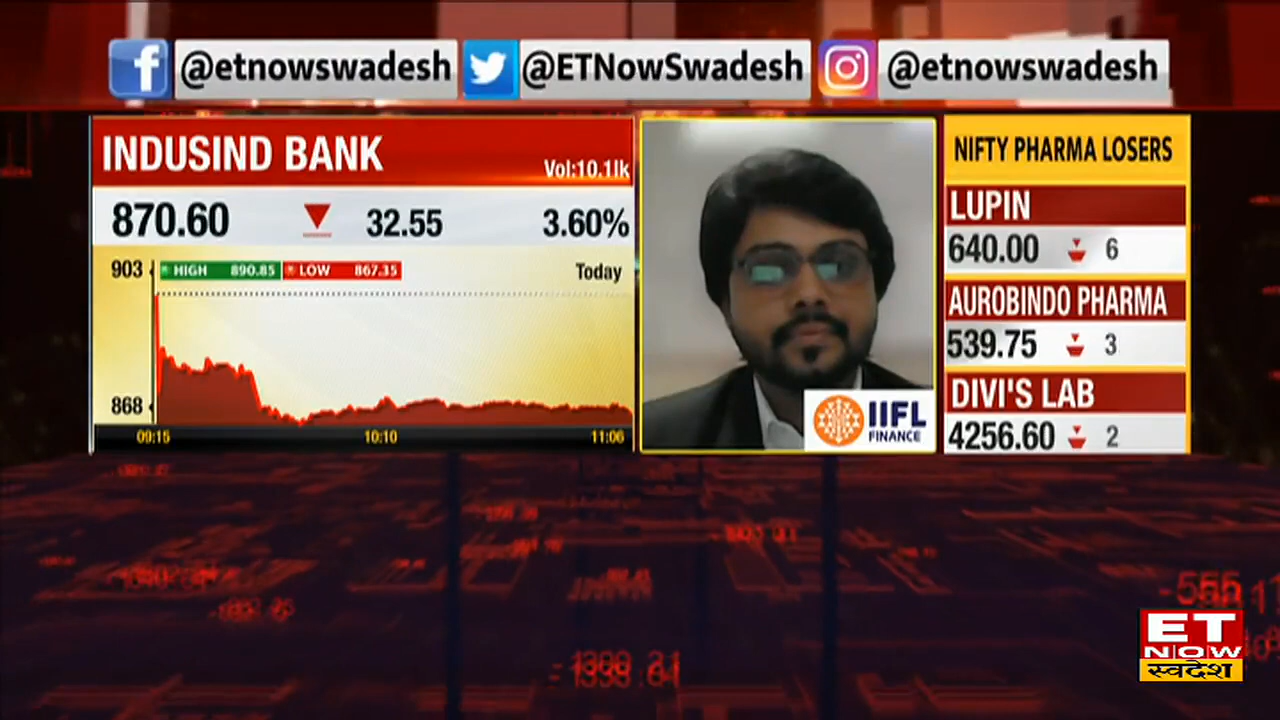 @etnowswadesh @ETNowSwadesh @etnowswadesh
INDUSIND BANK
Vol:10.1lk
870.60 32.55 3.60%
903
HIGH 890.85 LOW 867.35
Today
868
09:15 10:10 11:06
IIFL
FINANCE
NIFTY PHARMA LOSERS
LUPIN
640.00 6
AUROBINDO PHARMA
539.75 3
DIVI'S LAB
4256.60 2
ET
NOW
स्वदेश